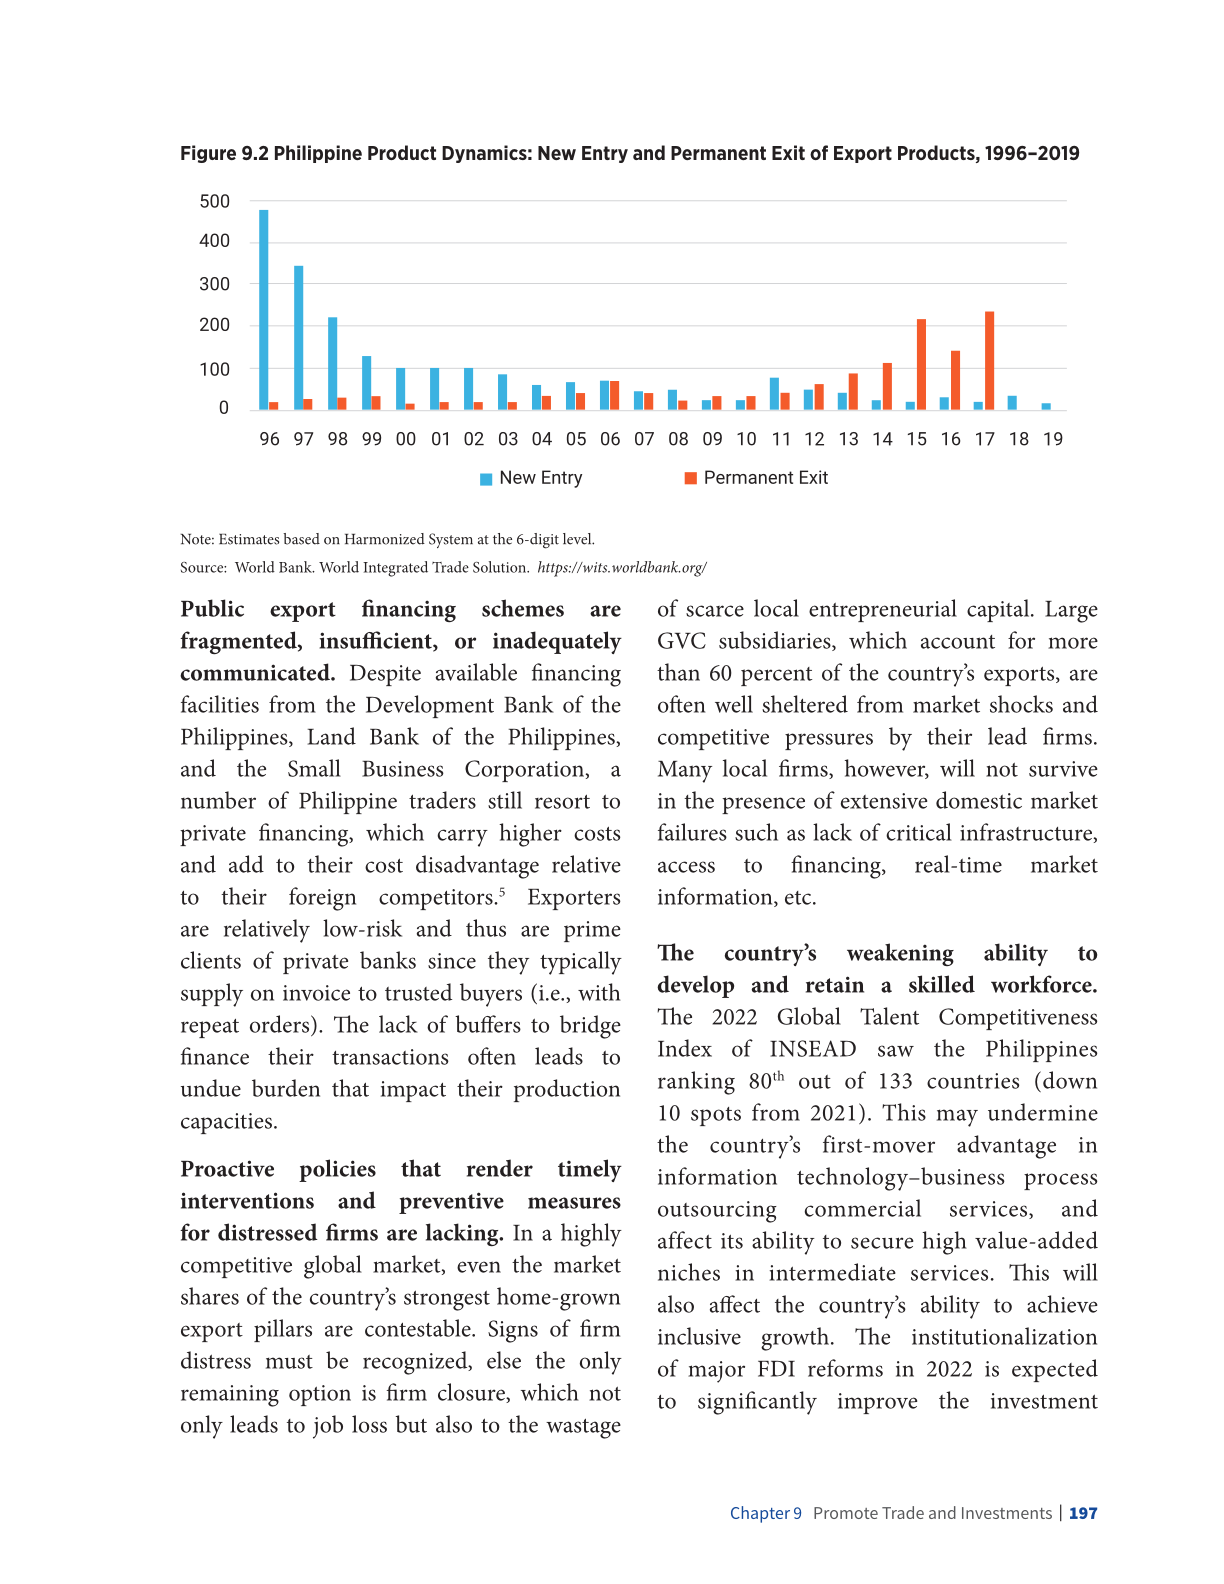 Figure 9.2 Philippine Product Dynamics: New Entry and Permanent Exit of Export Products, 1996–2019
500
400
300
200
100
0
96 97 98 99 00 01 02 03 04 05 06 07 08 09 10 11 12 13 14 15 16 17 18 19
New Entry Permanent Exit
Note: Estimates based on Harmonized System at the 6-digit level.
Source: World Bank. World Integrated Trade Solution. https://wits.worldbank.org/
Public export financing schemes are
fragmented, insufficient, or inadequately
communicated. Despite available financing
facilities from the Development Bank of the
Philippines, Land Bank of the Philippines,
and the Small Business Corporation, a
number of Philippine traders still resort to
private financing, which carry higher costs
and add to their cost disadvantage relative
to their foreign competitors.5 Exporters
are relatively low-risk and thus are prime
clients of private banks since they typically
supply on invoice to trusted buyers (i.e., with
repeat orders). The lack of buffers to bridge
finance their transactions often leads to
undue burden that impact their production
capacities.
Proactive policies that render timely
interventions and preventive measures
for distressed firms are lacking. In a highly
competitive global market, even the market
shares of the country's strongest home-grown
export pillars are contestable. Signs of firm
distress must be recognized, else the only
remaining option is firm closure, which not
only leads to job loss but also to the wastage
of scarce local entrepreneurial capital. Large
GVC subsidiaries, which account for more
than 60 percent of the country's exports, are
often well sheltered from market shocks and
competitive pressures by their lead firms.
Many local firms, however, will not survive
in the presence of extensive domestic market
failures such as lack of critical infrastructure,
access to financing, real-time market
information, etc.
The country's weakening ability to
develop and retain a skilled workforce.
The 2022 Global Talent Competitiveness
Index of INSEAD saw the Philippines
ranking 80th out of 133 countries (down
10 spots from 2021). This may undermine
the country's first-mover advantage in
information technology–business process
outsourcing commercial services, and
affect its ability to secure high value-added
niches in intermediate services. This will
also affect the country's ability to achieve
inclusive growth. The institutionalization
of major FDI reforms in 2022 is expected
to significantly improve the investment
Chapter 9 Promote Trade and Investments | 197